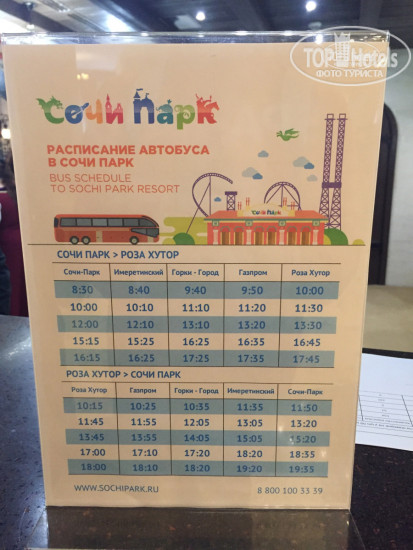 TOP Hotels
ФОТО ТУРИСТА
Сочи Парк
РАСПИСАНИЕ АВТОБУСА
В СОЧИ ПАРК
BUS SCHEDULE
TO SOCHI PARK RESORT
Сочи Парк
СОЧИ ПАРК > РОЗА ХУТОР
Сочи-Парк Имеретинский Горки - Город Газпром Роза Хутор
8:30 8:40 9:40 9:50 10:00
10:00 10:10 11:10 11:20 11:30
12:00 12:10 13:10 13:20 13:30
15:15 15:25 16:25 16:35 16:45
16:15 16:25 17:25 17:35 17:45
РОЗА ХУТОР > СОЧИ ПАРК
Роза Хутор Газпром Горки - Город Имеретинский Сочи-Парк
10:15 10:25 10:35 11:35 11:50
11:45 11:55 12:05 13:05 13:20
13:45 13:55 14:05 15:05 15:20
17:00 17:10 17:20 18:20 18:35
18:00 18:10 18:20 19:20 19:35
WWW.SOCHIPARK.RU 8 800 100 33 39